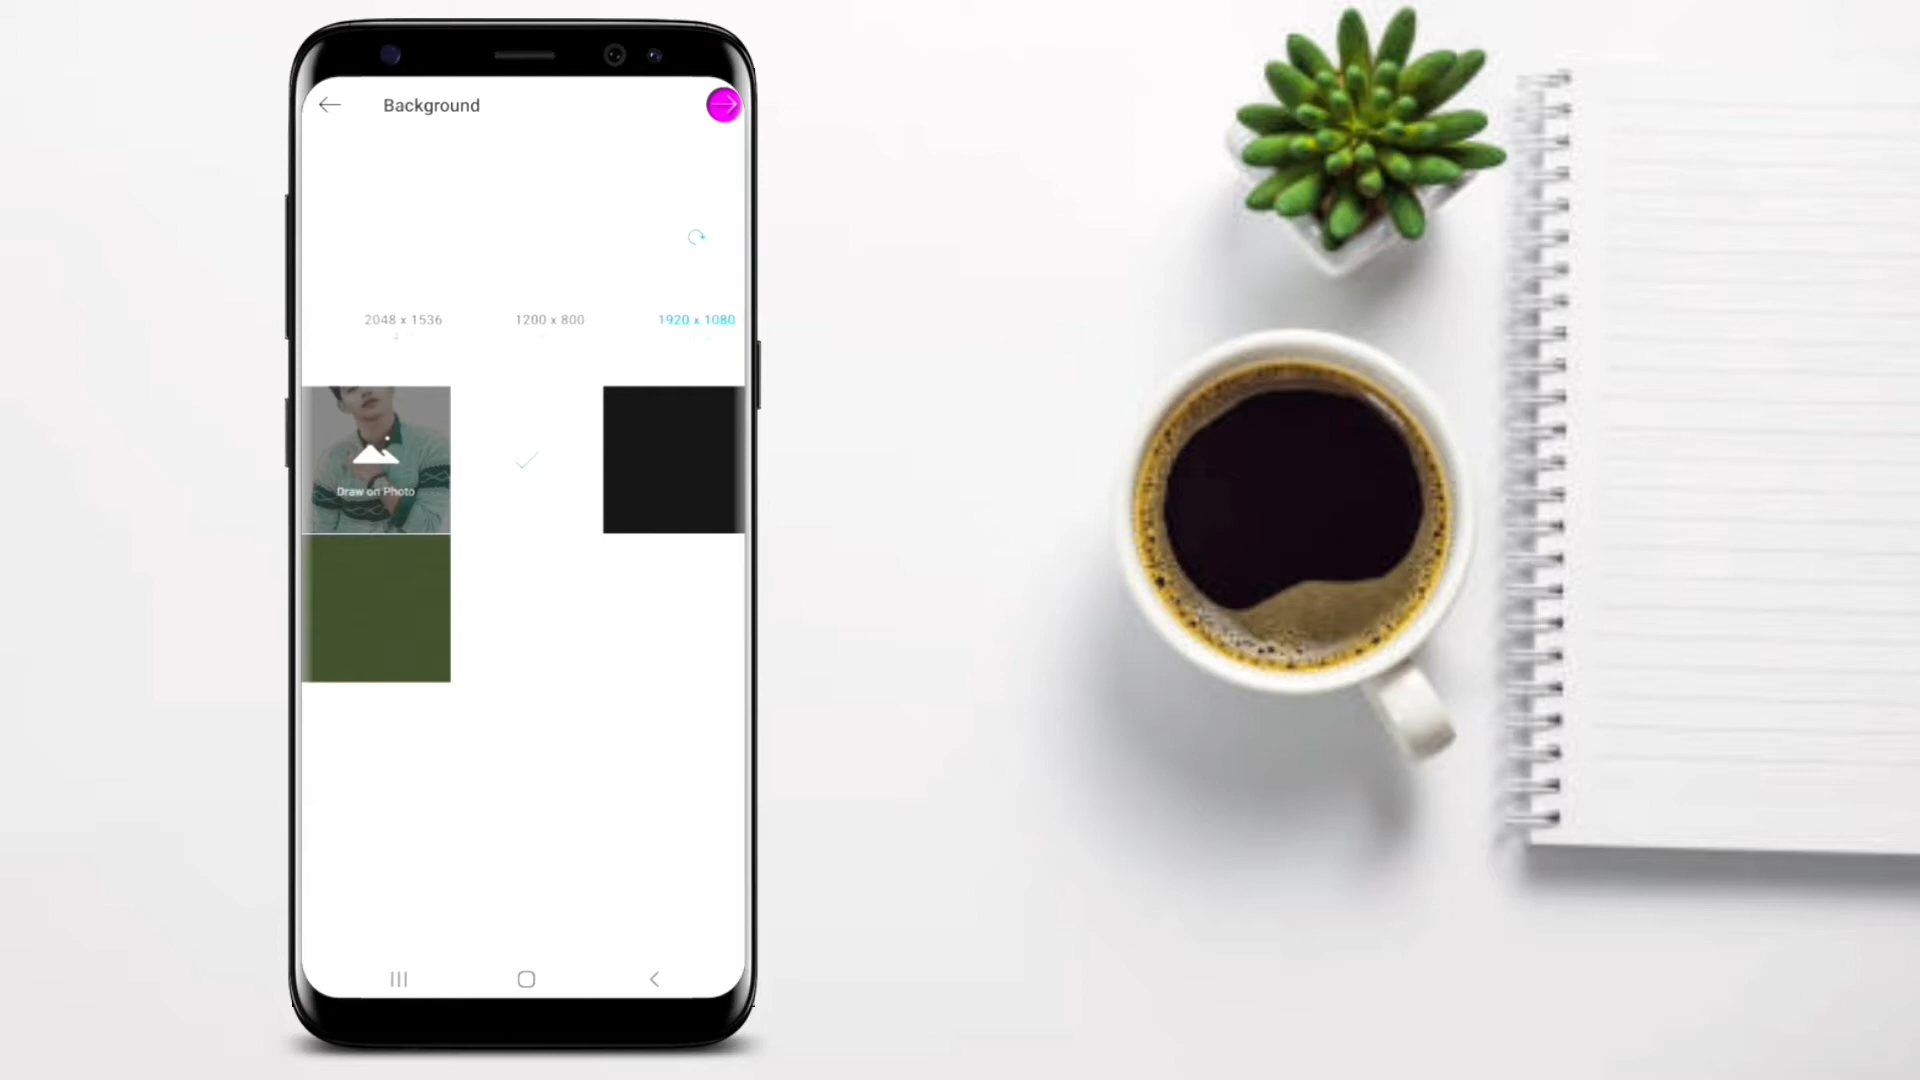 Background
2048 x 1536
1200 x 800
1920 x 1080
Draw on Photo